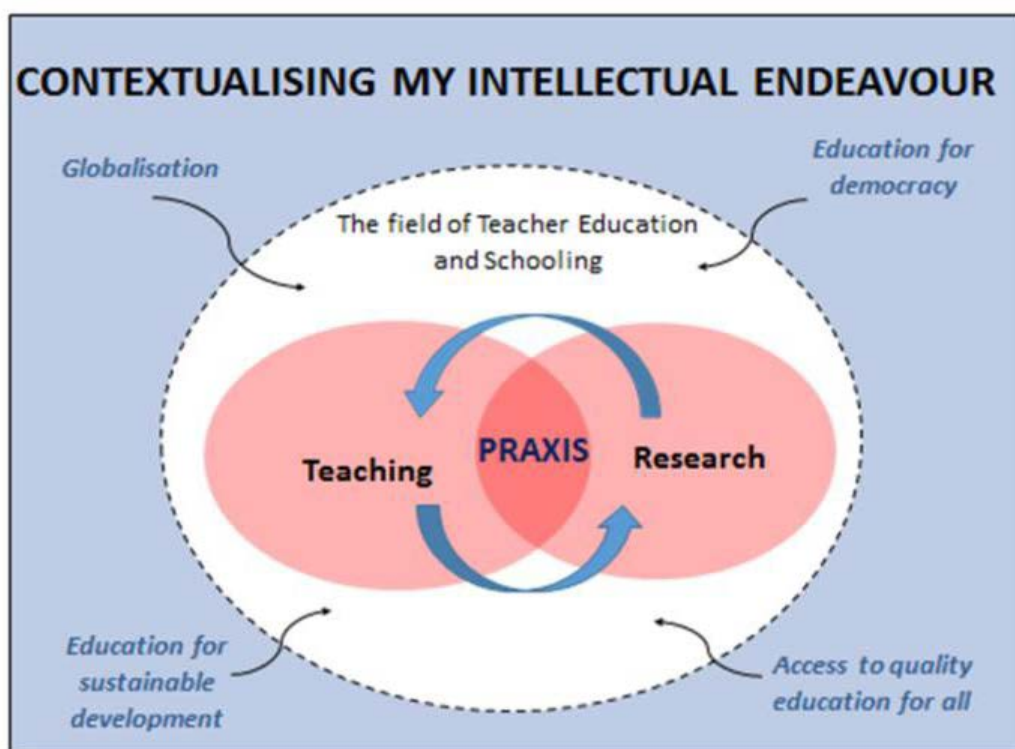 CONTEXTUALISING MY INTELLECTUAL ENDEAVOUR
Globalisation
Education for
democracy
The field of Teacher Education
and Schooling
Teaching
PRAXIS
Research
Education for
sustainable
development
Access to quality
education for all